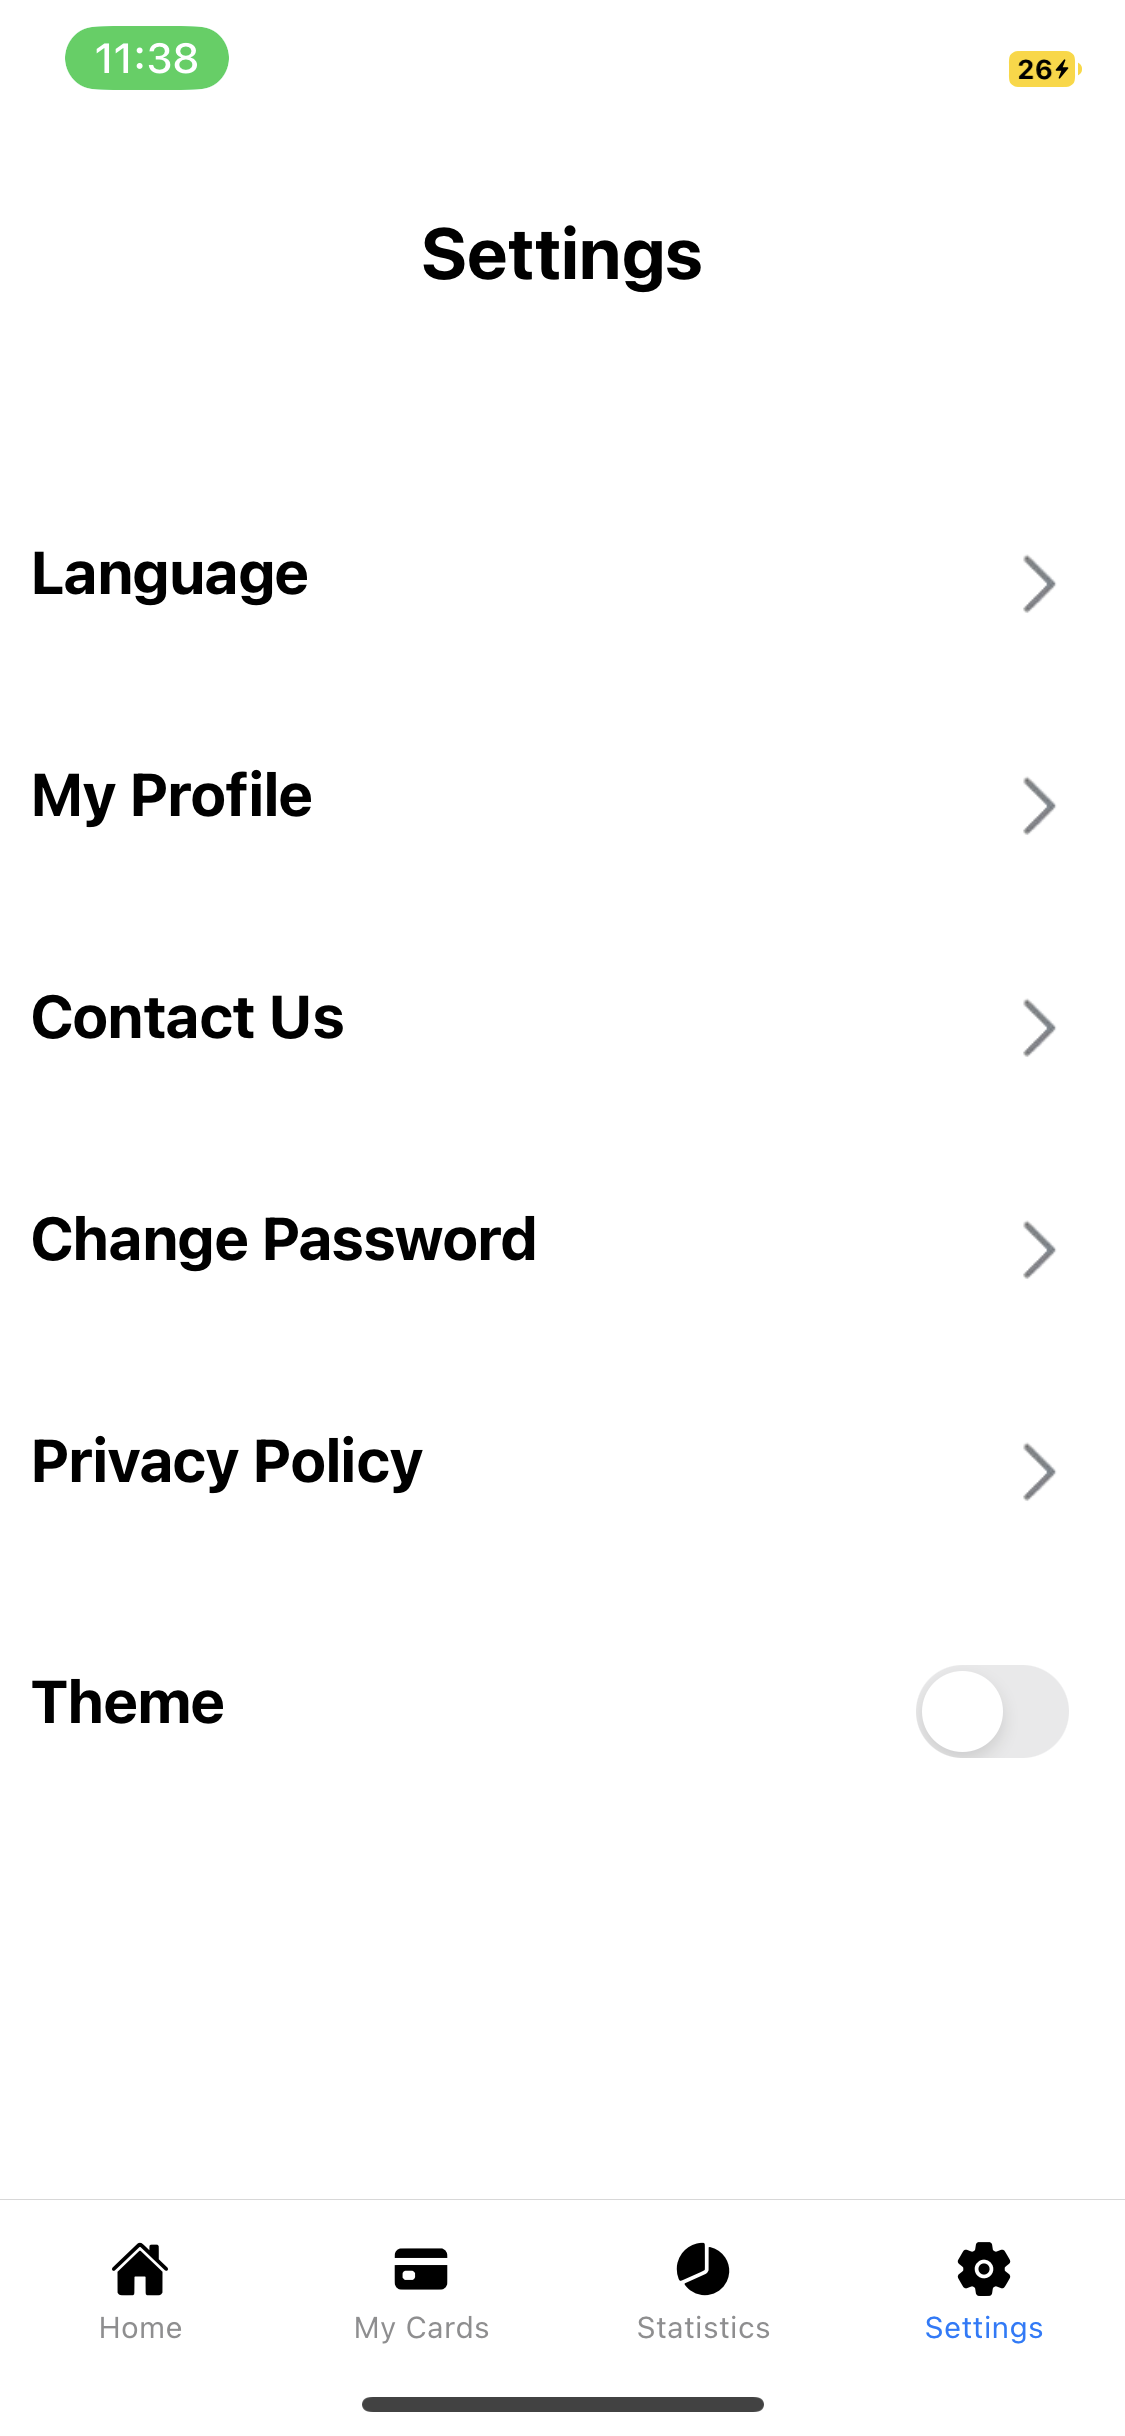 11:38
26
Settings
Language
My Profile
Contact Us
Change Password
Privacy Policy
Theme
Home
My Cards
Statistics
Settings